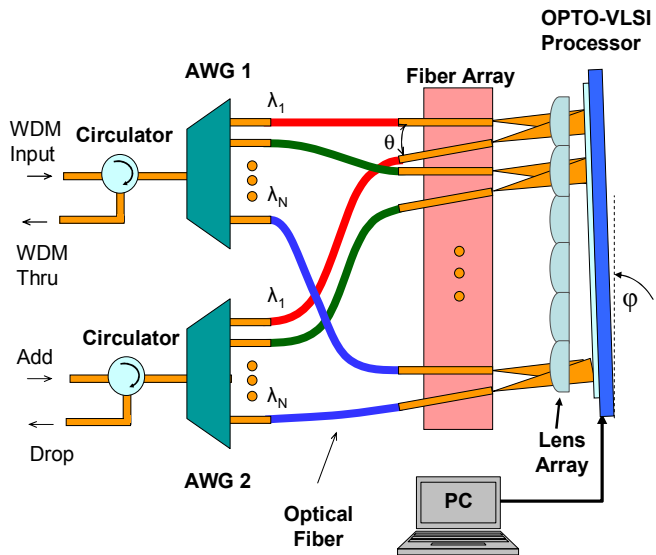 OPTO-VLSI
Processor
AWG 1
Fiber Array
λ1
WDM
Input
Circulator
θ
λN
WDM
Thru
φ
λ1
Circulator
Add
λN
Drop
Lens
Array
AWG 2
PC
Optical
Fiber